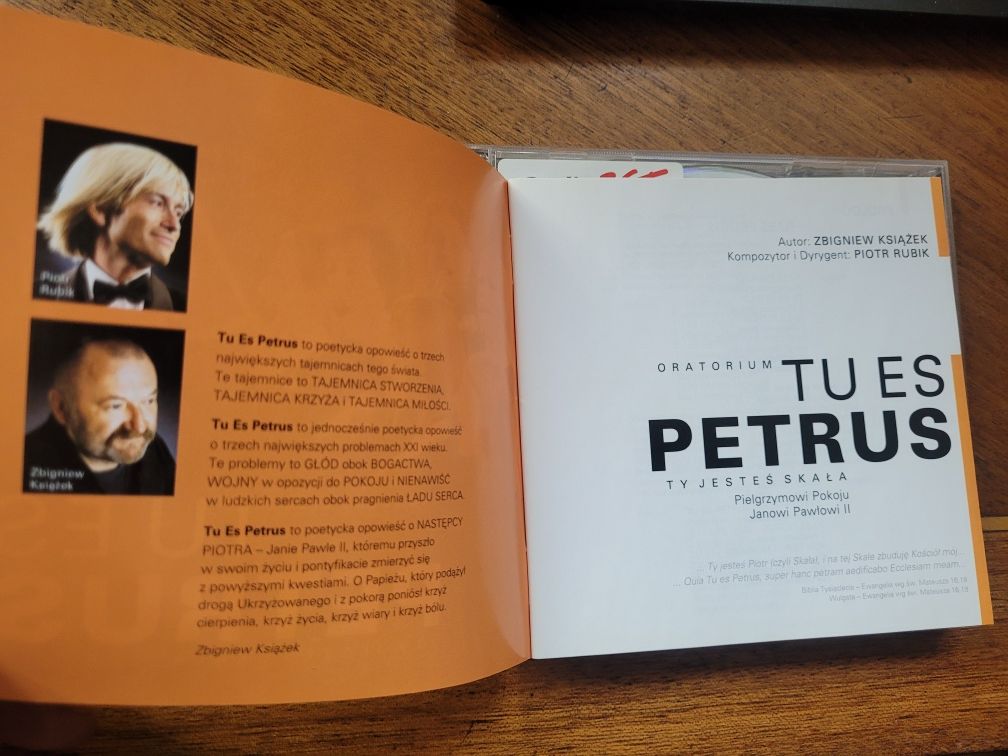 Piotr
Rubik
Zbigniew
Książek
Tu Es Petrus to poetycka opowieść o trzech
największych tajemnicach tego świata.
Te tajemnice to TAJEMNICA STWORZENIA,
TAJEMNICA KRZYŻA i TAJEMNICA MIŁOŚCI.
Tu Es Petrus to jednocześnie poetycka opowieść
o trzech największych problemach XXI wieku.
Te problemy to GŁÓD obok BOGACTWA,
WOJNY w opozycji do POKOJU i NIENAWIŚĆ
w ludzkich sercach obok pragnienia ŁADU SERCA.
Tu Es Petrus to poetycka opowieść o NASTĘPCY
PIOTRA – Janie Pawle II, któremu przyszło
w swoim życiu i pontyfikacie zmierzyć się
z powyższymi kwestiami. O Papieżu, który podążył
drogą Ukrzyżowanego i z pokorą poniósł krzyż
cierpienia, krzyż życia, krzyż wiary i krzyż bólu.
Zbigniew Książek
Autor: ZBIGNIEW KSIĄŻEK
Kompozytor i Dyrygent: PIOTR RUBIK
ORATORIUM TU ES
PETRUS
TY JESTEŚ SKAŁA
Pielgrzymowi Pokoju
Janowi Pawłowi II
... Ty jesteś Piotr (czyli Skała), i na tej Skale zbuduję Kościół mój...
... Quia Tu es Petrus, super hanc petram aedificabo Ecclesiam meam...
Biblia Tysiąclecia – Ewangelia wg św. Mateusza 16,18
Wulgata – Ewangelia wg św. Mateusza 16,18